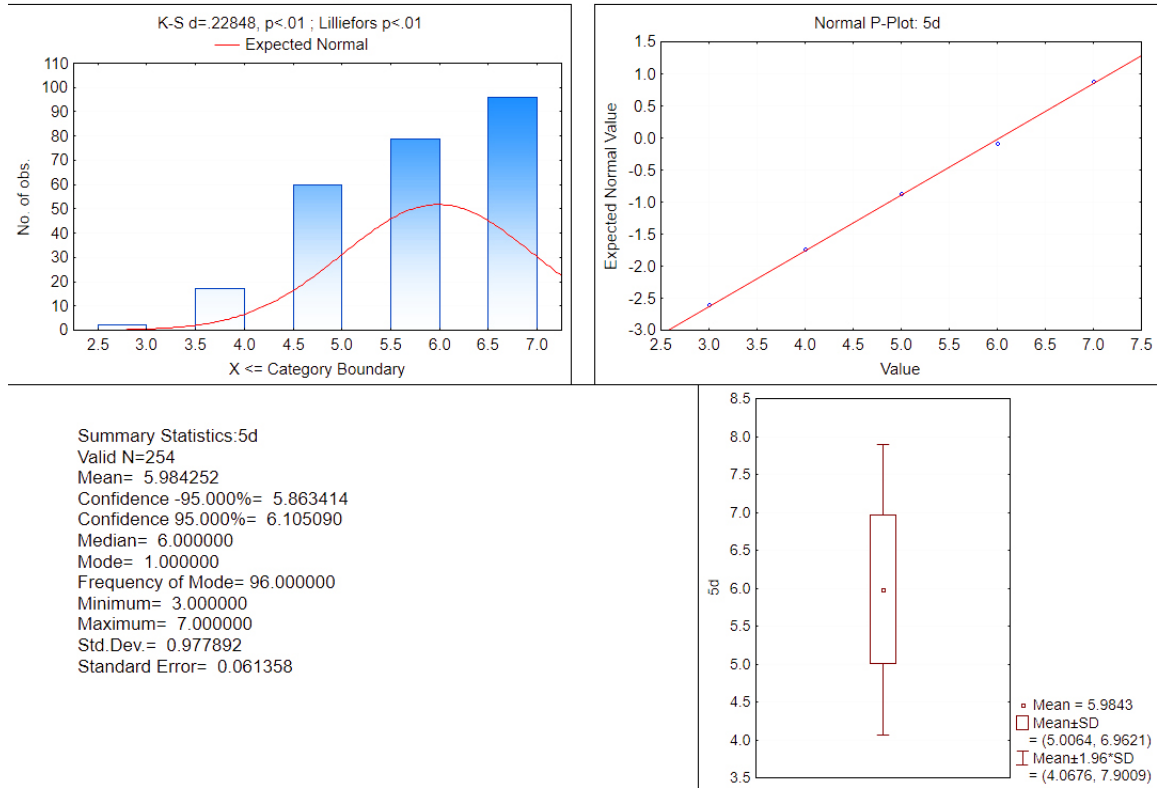 K-S d=.22848, p<.01 ; Lilliefors p<.01
Expected Normal
110
100
90
80
70
60
50
40
30
20
10
0
No. of obs.
2.5 3.0 3.5 4.0 4.5 5.0 5.5 6.0 6.5 7.0
X <= Category Boundary
Normal P-Plot: 5d
1.5
1.0
0.5
0.0
-0.5
-1.0
-1.5
-2.0
-2.5
-3.0
Expected Normal Value
2.5 3.0 3.5 4.0 4.5 5.0 5.5 6.0 6.5 7.0 7.5
Value
Summary Statistics:5d
Valid N=254
Mean= 5.984252
Confidence -95.000%= 5.863414
Confidence 95.000%= 6.105090
Median= 6.000000
Mode= 1.000000
Frequency of Mode= 96.000000
Minimum= 3.000000
Maximum= 7.000000
Std.Dev.= 0.977892
Standard Error= 0.061358
8.5
8.0
7.5
7.0
6.5
6.0
5.5
5.0
4.5
4.0
3.5
5d
Mean = 5.9843
Mean±SD
= (5.0064, 6.9621)
Mean±1.96*SD
= (4.0676, 7.9009)